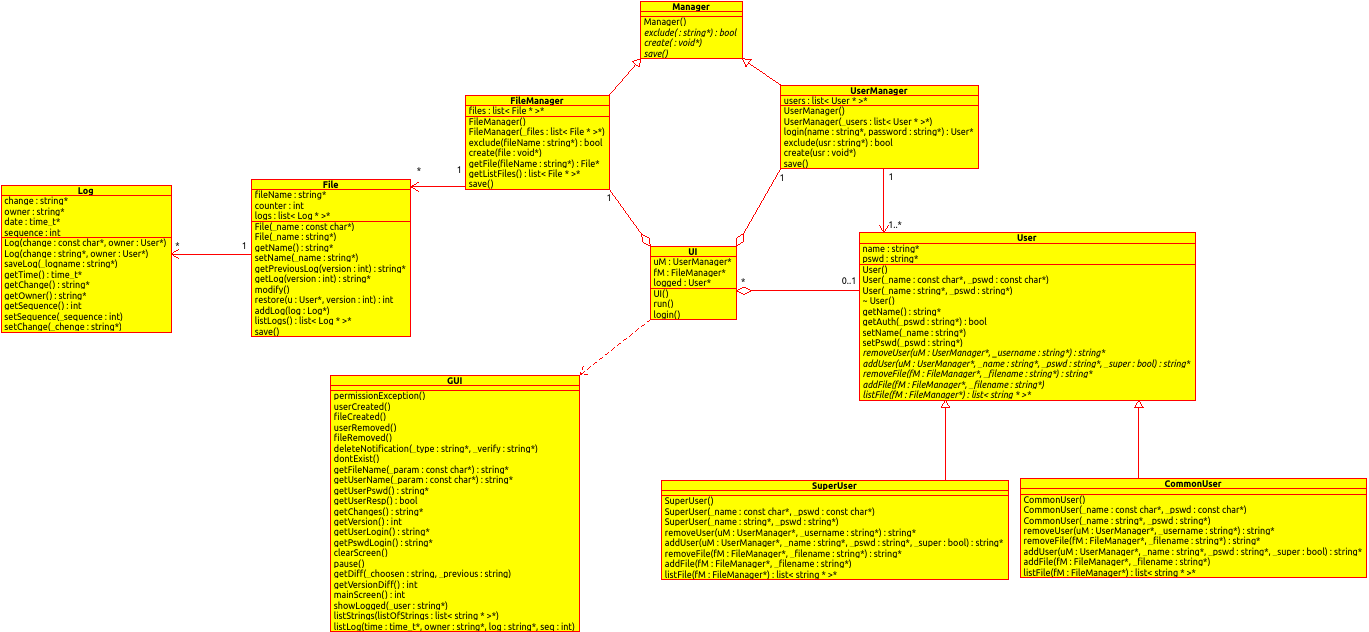 Manager
Manager()
exclude( : string*) : bool
create( : void*)
save()
FileManager
files : list< File * >*
FileManager()
FileManager(_files : list< File * >*)
exclude(fileName : string*) : bool
create(file : void*)
getFile(fileName : string*) : File*
getListFiles() : list< File * >*
save()
UserManager
users : list< User * >*
UserManager()
UserManager(_users : list< User * >*)
login(name : string*, password : string*) : User*
exclude(usr : string*) : bool
create(usr : void*)
save()
*
1
1
1
1
1..*
Log
change : string*
owner : string*
date : time_t*
sequence : int
Log(change : const char*, owner : User*)
Log(change : string*, owner : User*)
saveLog(_logname : string*)
getTime() : time_t*
getChange() : string*
getOwner() : string*
getSequence() : int
setSequence(_sequence : int)
setChange(_chenge : string*)
*
1
File
fileName : string*
counter : int
logs : list< Log * >*
File(_name : const char*)
File(_name : string*)
getName() : string*
setName(_name : string*)
getPreviousLog(version : int) : string*
getLog(version : int) : string*
modify()
restore(u : User*, version : int) : int
addLog(log : Log*)
listLogs() : list< Log * >*
save()
UI
uM : UserManager*
fM : FileManager*
logged : User*
UI()
run()
login()
*
0..1
User
name : string*
pswd : string*
User()
User(_name : const char*, _pswd : const char*)
User(_name : string*, _pswd : string*)
~ User()
getName() : string*
getAuth(_pswd : string*) : bool
setName(_name : string*)
setPswd(_pswd : string*)
removeUser(uM : UserManager*, _username : string*) : string*
addUser(uM : UserManager*, _name : string*, _pswd : string*, _super : bool) : string*
removeFile(fM : FileManager*, _filename : string*) : string*
addFile(fM : FileManager*, _filename : string*)
listFile(fM : FileManager*) : list< string * >*
GUI
permissionException()
userCreated()
fileCreated()
userRemoved()
fileRemoved()
deleteNotification(_type : string*, _verify : string*)
dontExist()
getFileName(_param : const char*) : string*
getUserName(_param : const char*) : string*
getUserPswd() : string*
getUserResp() : bool
getChanges() : string*
getVersion() : int
getUserLogin() : string*
getPswdLogin() : string*
clearScreen()
pause()
getDiff(_choosen : string, _previous : string)
getVersionDiff() : int
mainScreen() : int
showLogged(_user : string*)
listStrings(listOfStrings : list< string * >*)
listLog(time : time_t*, owner : string*, log : string*, seq : int)
SuperUser
SuperUser()
SuperUser(_name : const char*, _pswd : const char*)
SuperUser(_name : string*, _pswd : string*)
removeUser(uM : UserManager*, _username : string*) : string*
addUser(uM : UserManager*, _name : string*, _pswd : string*, _super : bool) : string*
removeFile(fM : FileManager*, _filename : string*) : string*
addFile(fM : FileManager*, _filename : string*)
listFile(fM : FileManager*) : list< string * >*
CommonUser
CommonUser()
CommonUser(_name : const char*, _pswd : const char*)
CommonUser(_name : string*, _pswd : string*)
removeUser(uM : UserManager*, _username : string*) : string*
removeFile(fM : FileManager*, _filename : string*) : string*
addUser(uM : UserManager*, _name : string*, _pswd : string*, _super : bool) : string*
addFile(fM : FileManager*, _filename : string*)
listFile(fM : FileManager*) : list< string * >*